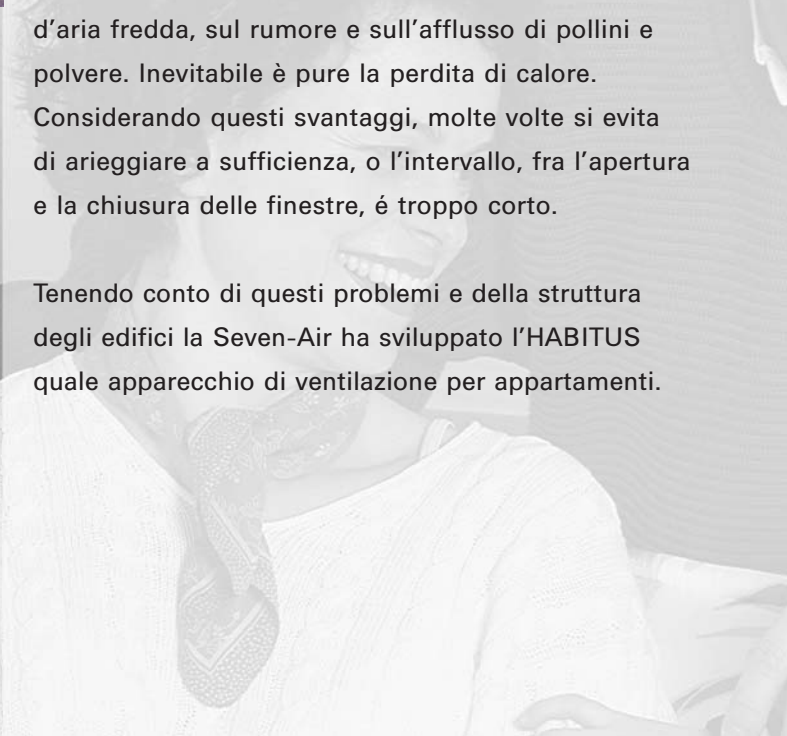 d’aria fredda, sul rumore e sull’afflusso di pollini e
polvere. Inevitabile è pure la perdita di calore.
Considerando questi svantaggi, molte volte si evita
di arieggiare a sufficienza, o l’intervallo, fra l’apertura
e la chiusura delle finestre, é troppo corto.
Tenendo conto di questi problemi e della struttura
degli edifici la Seven-Air ha sviluppato l’HABITUS
quale apparecchio di ventilazione per appartamenti.